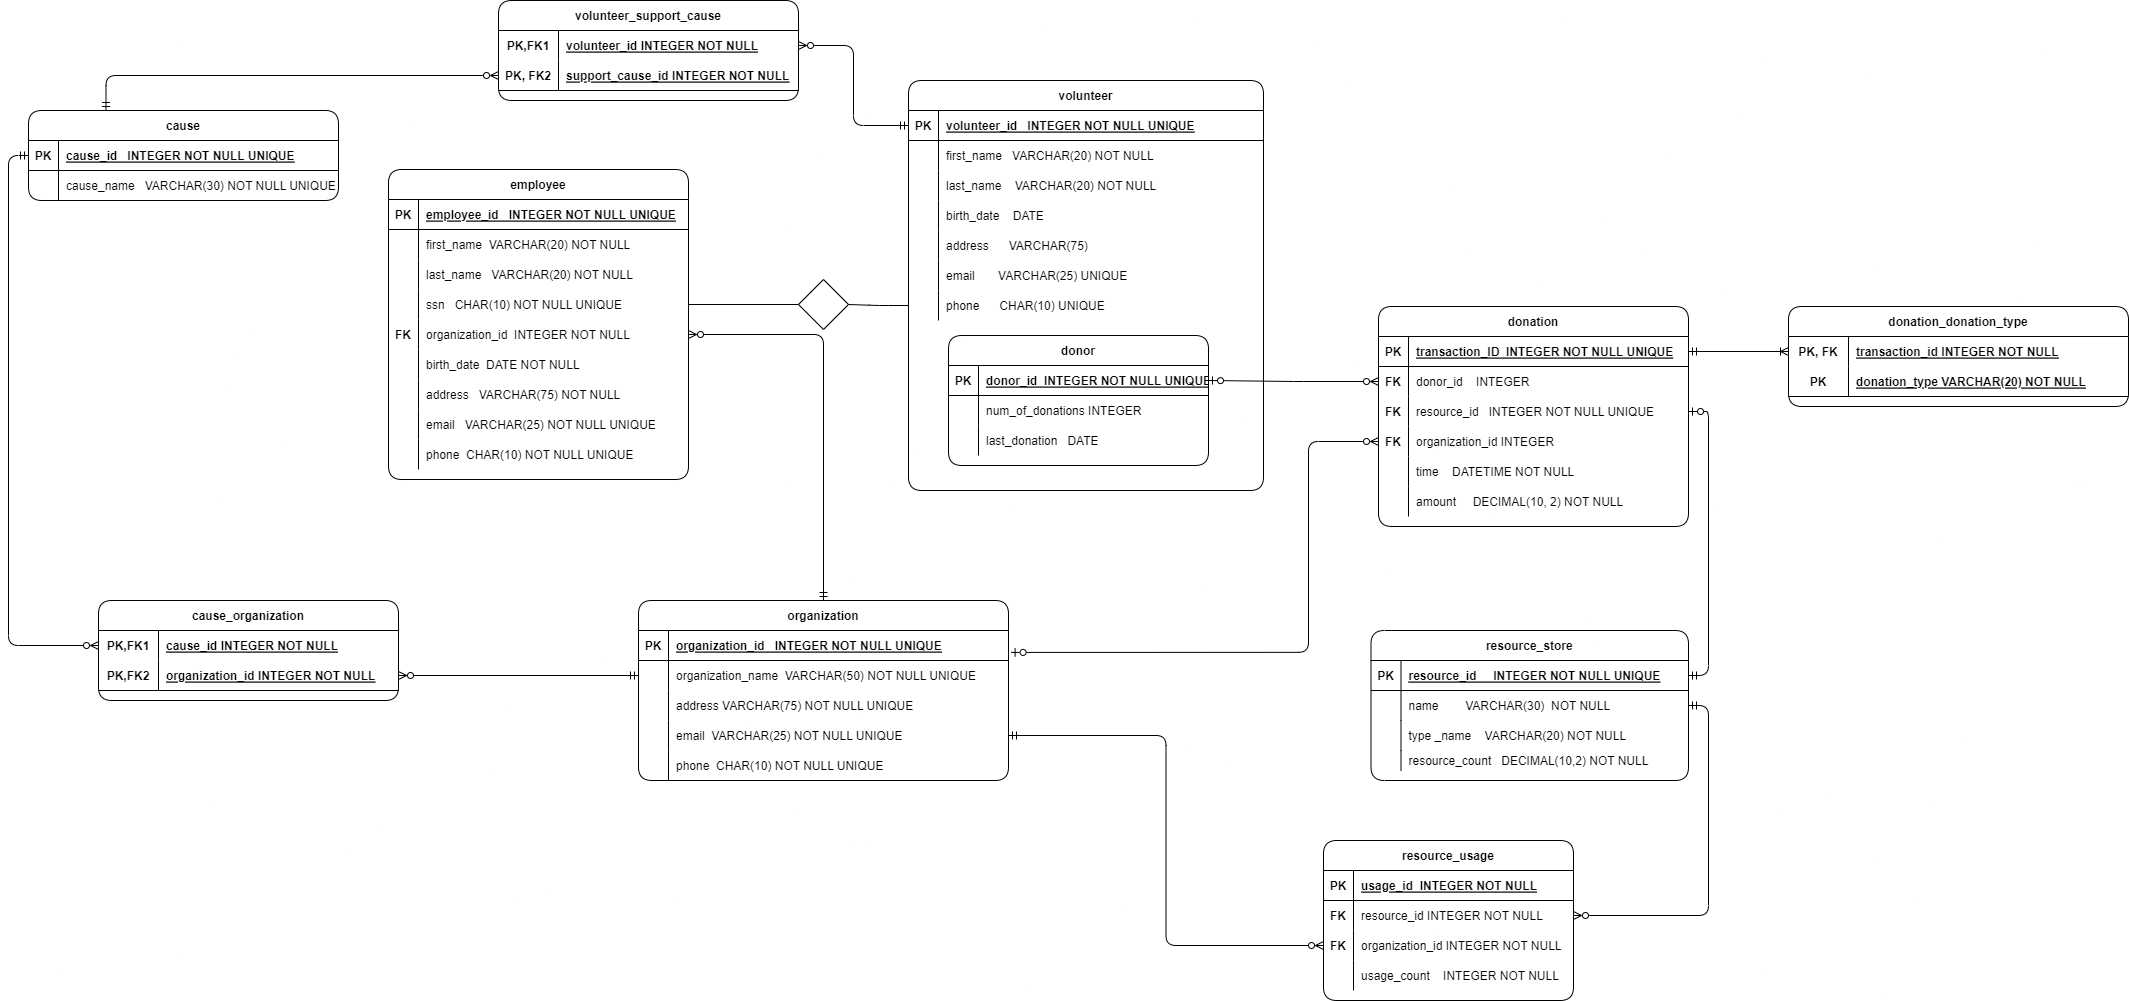 volunteer_support_cause
PK,FK1 volunteer_id INTEGER NOT NULL
PK, FK2 support_cause_id INTEGER NOT NULL
cause
PK cause_id INTEGER NOT NULL UNIQUE
cause_name VARCHAR(30) NOT NULL UNIQUE
employee
PK employee_id INTEGER NOT NULL UNIQUE
first_name VARCHAR(20) NOT NULL
last_name VARCHAR(20) NOT NULL
ssn CHAR(10) NOT NULL UNIQUE
FK organization_id INTEGER NOT NULL
birth_date DATE NOT NULL
address VARCHAR(75) NOT NULL
email VARCHAR(25) NOT NULL UNIQUE
phone CHAR(10) NOT NULL UNIQUE
volunteer
PK volunteer_id INTEGER NOT NULL UNIQUE
first_name VARCHAR(20) NOT NULL
last_name VARCHAR(20) NOT NULL
birth_date DATE
address VARCHAR(75)
email VARCHAR(25) UNIQUE
phone CHAR(10) UNIQUE
donor
PK donor_id INTEGER NOT NULL UNIQUE
num_of_donations INTEGER
last_donation DATE
donation
PK transaction_ID INTEGER NOT NULL UNIQUE
FK donor_id INTEGER
FK resource_id INTEGER NOT NULL UNIQUE
FK organization_id INTEGER
time DATETIME NOT NULL
amount DECIMAL(10, 2) NOT NULL
donation_donation_type
PK, FK transaction_id INTEGER NOT NULL
PK donation_type VARCHAR(20) NOT NULL
cause_organization
PK,FK1 cause_id INTEGER NOT NULL
PK,FK2 organization_id INTEGER NOT NULL
organization
PK organization_id INTEGER NOT NULL UNIQUE
organization_name VARCHAR(50) NOT NULL UNIQUE
address VARCHAR(75) NOT NULL UNIQUE
email VARCHAR(25) NOT NULL UNIQUE
phone CHAR(10) NOT NULL UNIQUE
resource_store
PK resource_id INTEGER NOT NULL UNIQUE
name VARCHAR(30) NOT NULL
type _name VARCHAR(20) NOT NULL
resource_count DECIMAL(10,2) NOT NULL
resource_usage
PK usage_id INTEGER NOT NULL
FK resource_id INTEGER NOT NULL
FK organization_id INTEGER NOT NULL
usage_count INTEGER NOT NULL